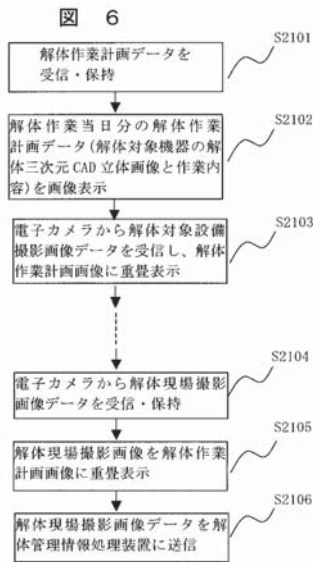 図 6
S2101
解体作業計画データを
受信・保持
S2102
解体作業当日分の解体作業
計画データ(解体対象機器の解
体三次元CAD立体画像と作業内
容)を画像表示
S2103
電子カメラから解体対象設備
撮影画像データを受信し、解体
作業計画画像に重畳表示
S2104
電子カメラから解体現場撮影
画像データを受信・保持
S2105
解体現場撮影画像を解体作業
計画画像に重畳表示
S2106
解体現場撮影画像データを解
体管理情報処理装置に送信